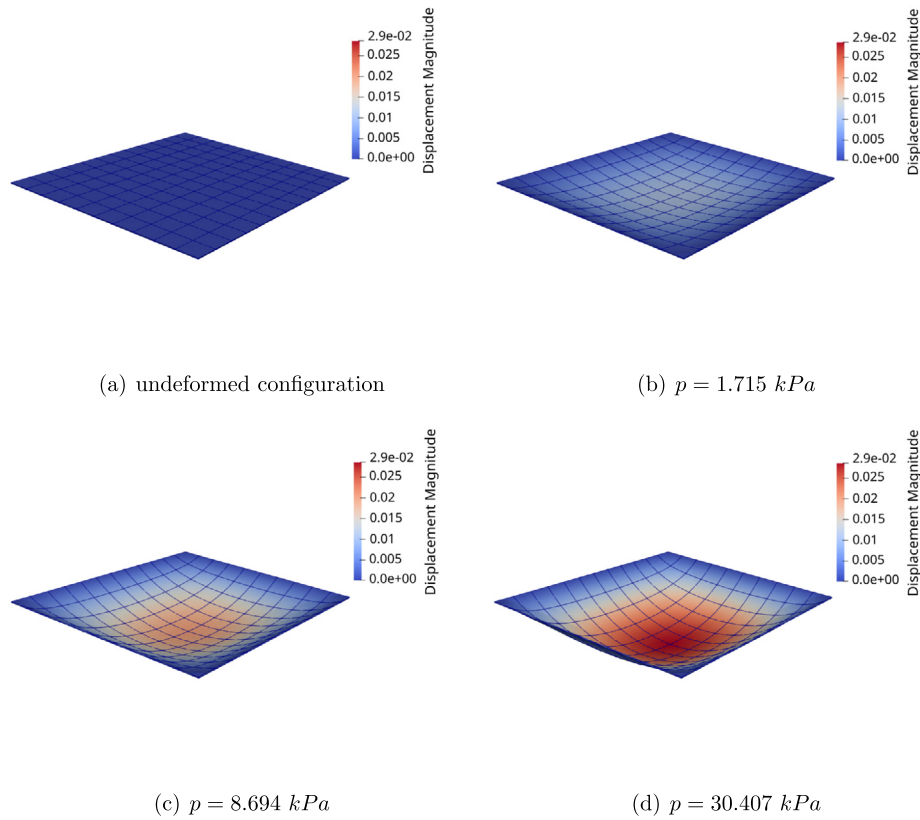 2.9e-02
0.025
0.02
0.015
0.01
0.005
0.0e+00
Displacement Magnitude
2.9e-02
0.025
0.02
0.015
0.01
0.005
0.0e+00
Displacement Magnitude
(a) undeformed configuration
(b) p = 1.715 kPa
2.9e-02
0.025
0.02
0.015
0.01
0.005
0.0e+00
Displacement Magnitude
2.9e-02
0.025
0.02
0.015
0.01
0.005
0.0e+00
Displacement Magnitude
(c) p = 8.694 kPa
(d) p = 30.407 kPa